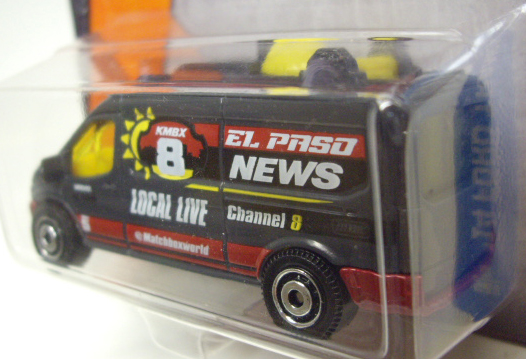 KMBX
8
EL PASO
NEWS
LOCAL LIVE
Channel 8
@Matchboxworld